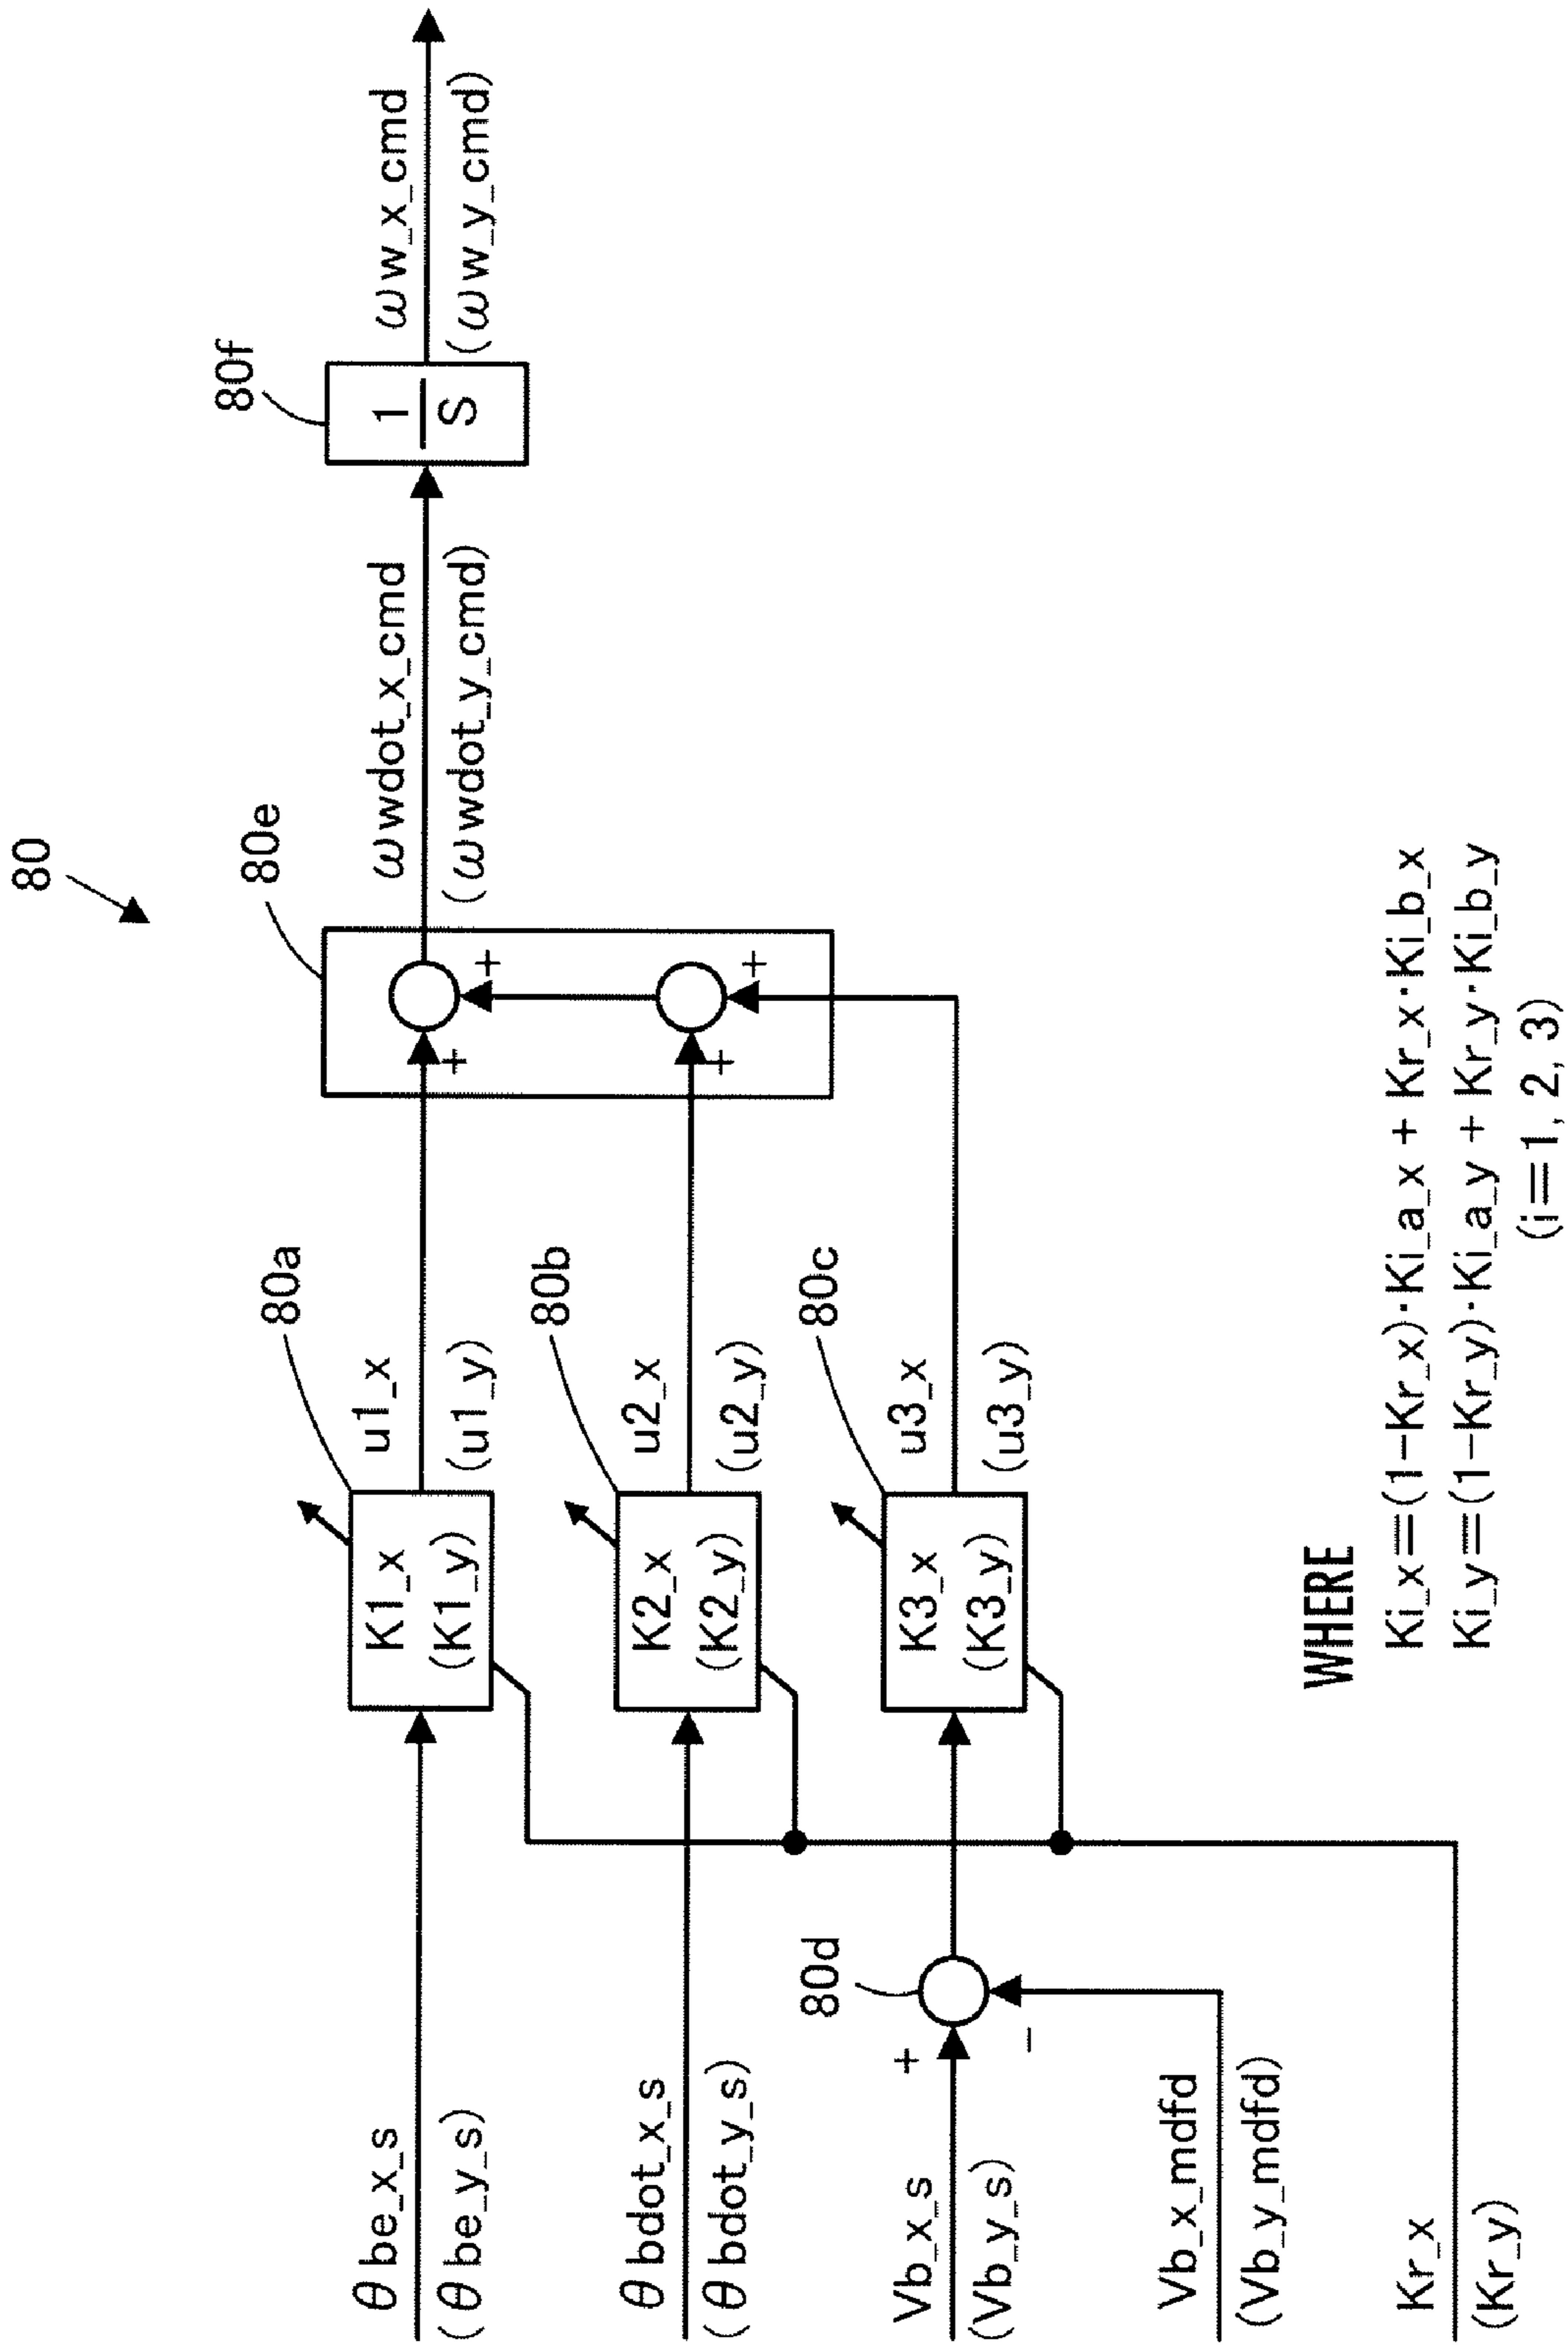 80
θbe_x_s
(θbe_y_s)
K1_x
(K1_y)
80a
u1_x
(u1_y)
80e
+
+
ωwdot_x_cmd
(ωwdot_y_cmd)
80f
1
S
ωw_x_cmd
(ωw_y_cmd)
θbdot_x_s
(θbdot_y_s)
K2_x
(K2_y)
80b
u2_x
(u2_y)
+
+
Vb_x_s
(Vb_y_s)
+
80d
-
K3_x
(K3_y)
80c
u3_x
(u3_y)
Vb_x_mdfd
(Vb_y_mdfd)
Kr_x
(Kr_y)
WHERE
Ki_x=(1-Kr_x)·Ki_a_x + Kr_x·Ki_b_x
Ki_y=(1-Kr_y)·Ki_a_y + Kr_y·Ki_b_y
(i=1, 2, 3)